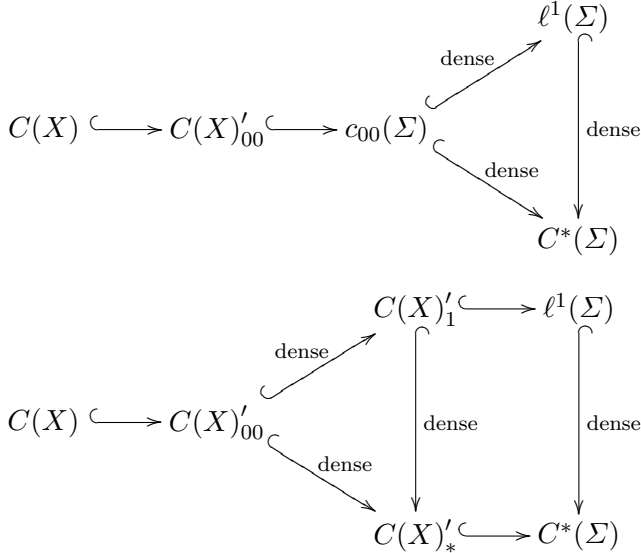 ℓ¹(Σ)
dense
C(X) C(X)′₀₀ c₀₀(Σ) dense
dense
C*(Σ)
C(X)′₁ ℓ¹(Σ)
dense
C(X) C(X)′₀₀ dense dense
dense
C(X)′* C*(Σ)